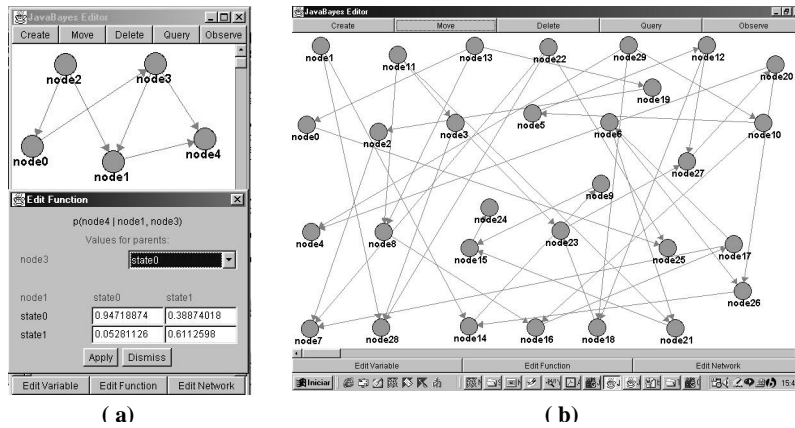 JavaBayes Editor
Create Move Delete Query Observe
node2 node3
node0 node1 node4
Edit Function
p(node4 | node1, node3)
Values for parents:
node3 state0
node1 state0 state1
state0 0.94718874 0.38874018
state1 0.05281126 0.6112598
Apply Dismiss
Edit Variable Edit Function Edit Network
( a)
JavaBayes Editor
Create Move Delete Query Observe
node1 node11 node13 node22 node29 node12
node20
node19
node0 node2 node3 node5 node6 node10
node27
node9
node24
node4 node8 node15 node23 node25 node17
node26
node7 node28 node14 node16 node18 node21
Edit Variable Edit Function Edit Network
Iniciar
( b)